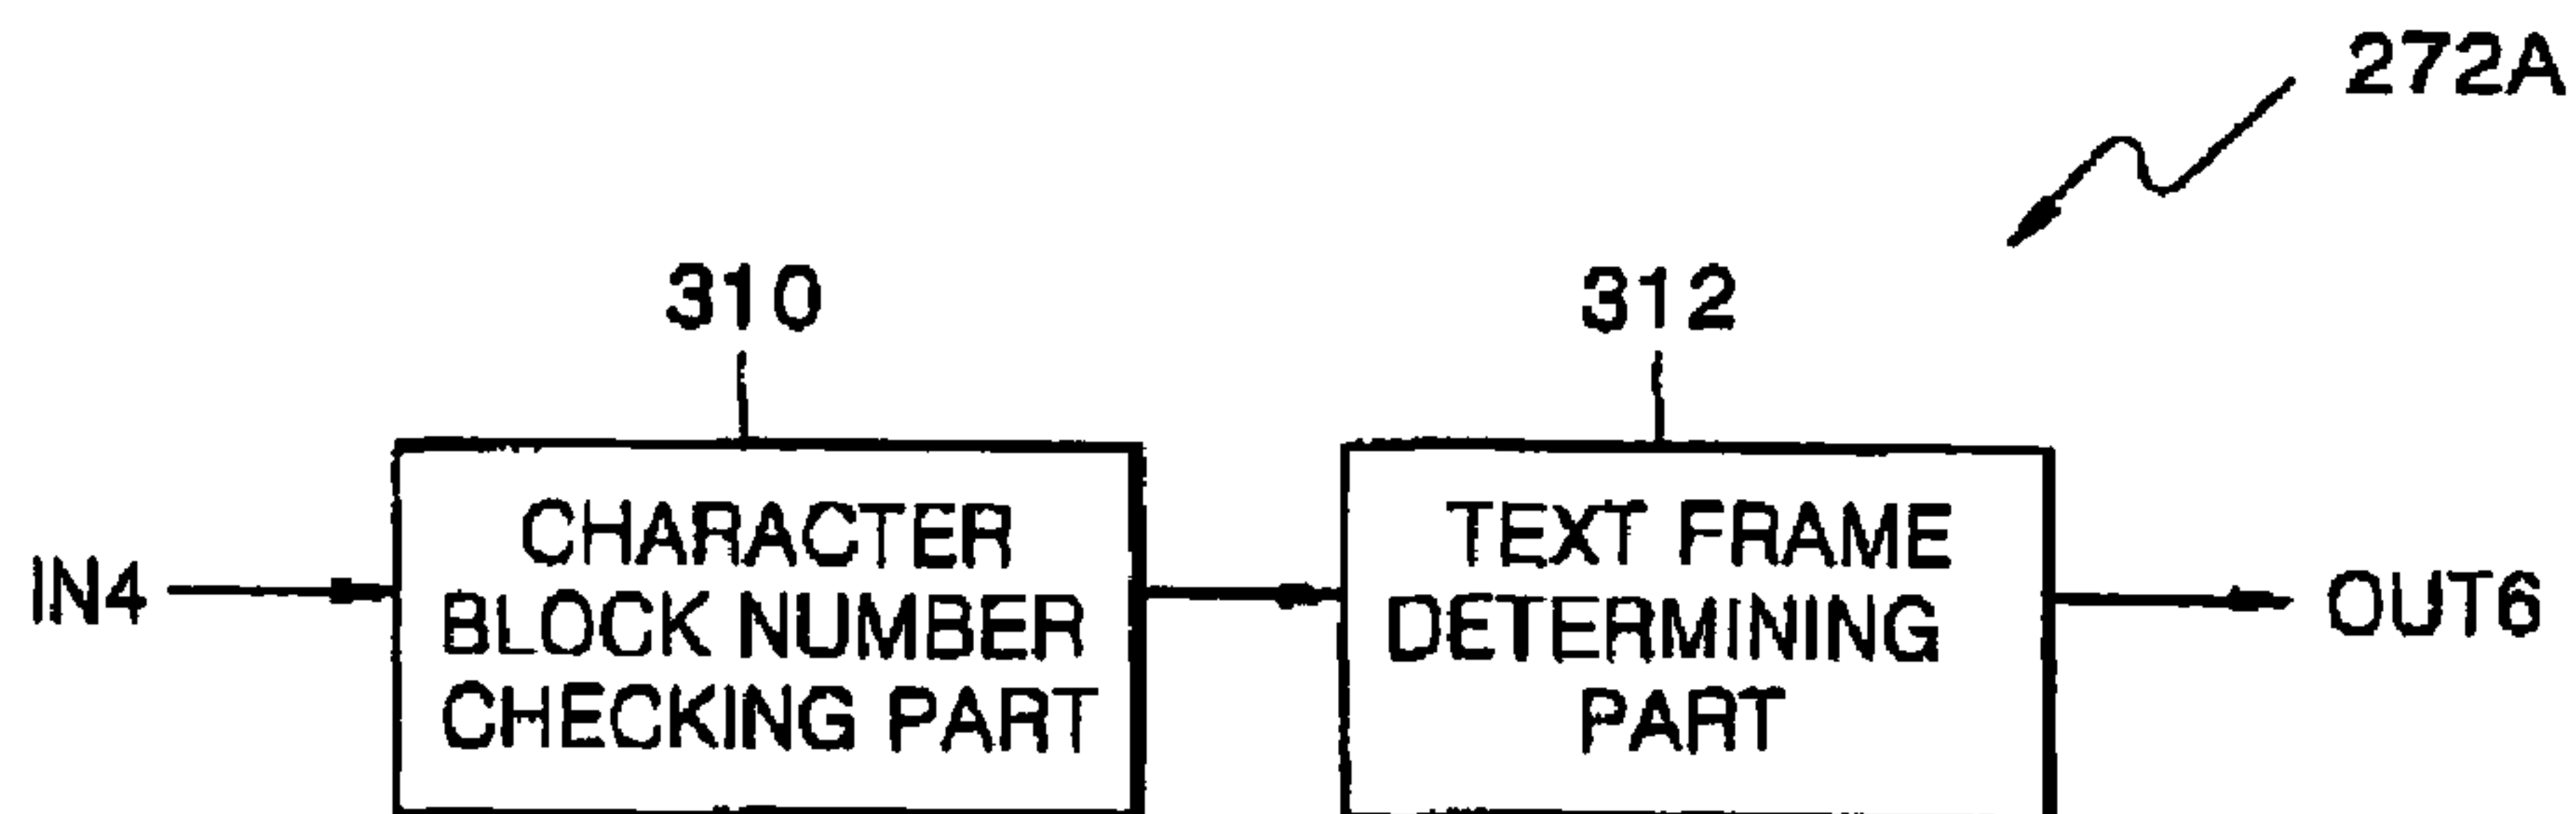 272A
310
312
IN4
CHARACTER
BLOCK NUMBER
CHECKING PART
TEXT FRAME
DETERMINING
PART
OUT6